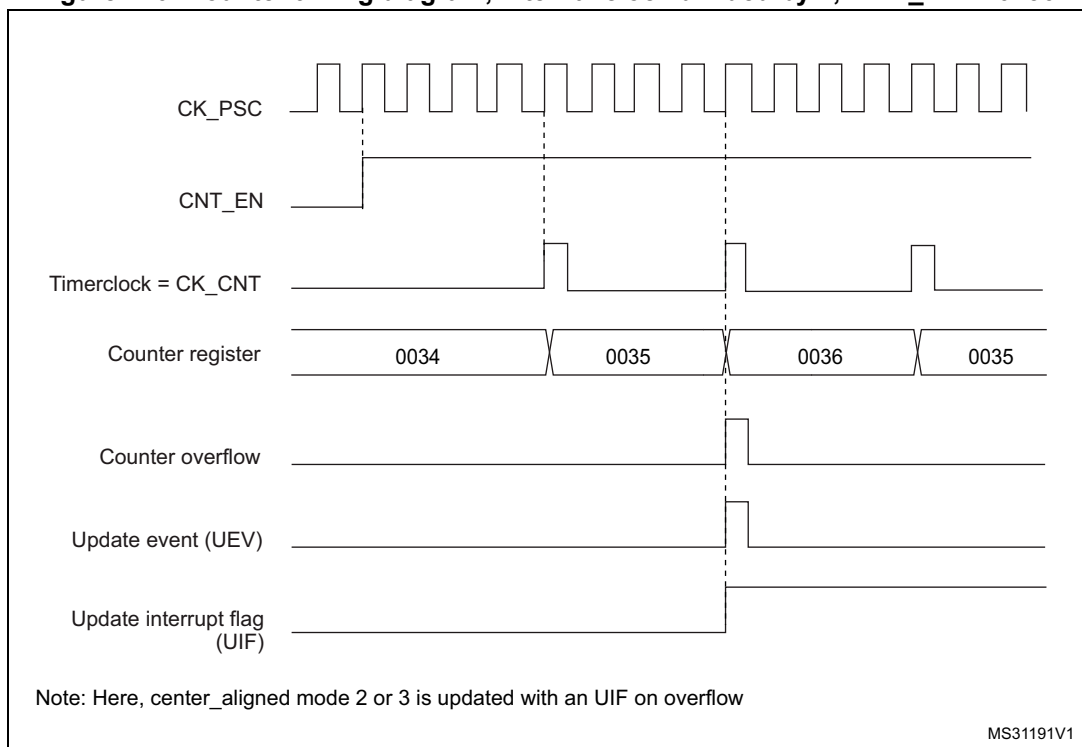 CK_PSC
CNT_EN
Timerclock = CK_CNT
Counter register
0034
0035
0036
0035
Counter overflow
Update event (UEV)
Update interrupt flag
(UIF)
Note: Here, center_aligned mode 2 or 3 is updated with an UIF on overflow
MS31191V1